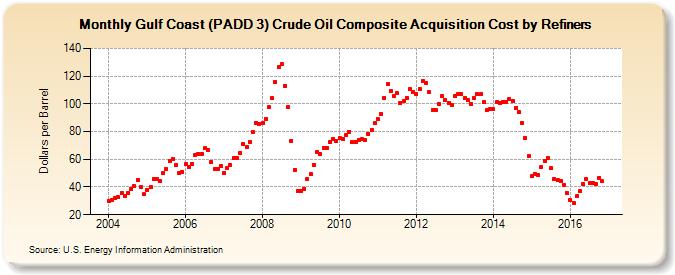 Monthly Gulf Coast (PADD 3) Crude Oil Composite Acquisition Cost by Refiners
Dollars per Barrel
140
120
100
80
60
40
20
2004 2006 2008 2010 2012 2014 2016
Source: U.S. Energy Information Administration